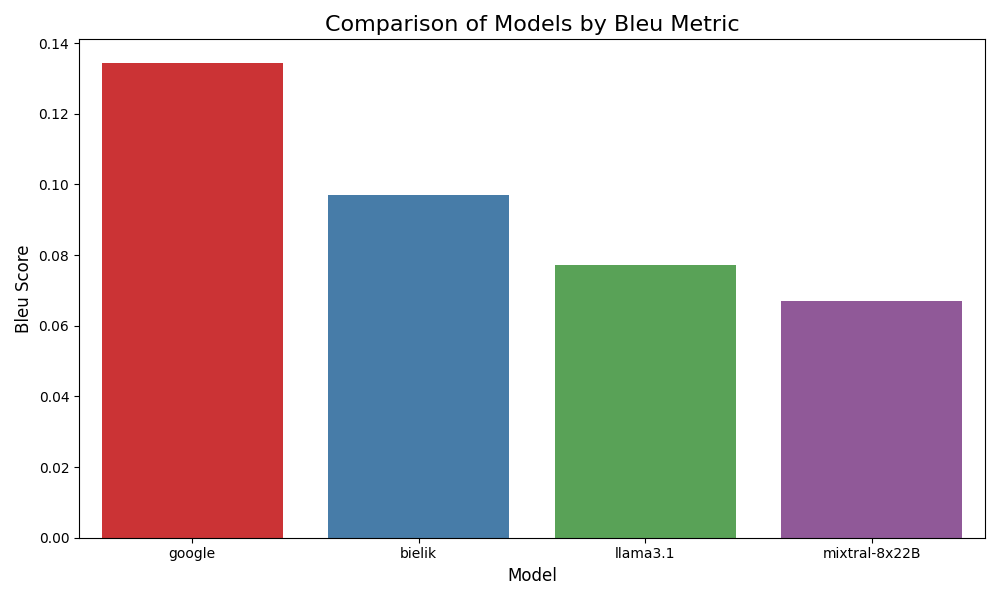 Comparison of Models by Bleu Metric
0.14
0.12
0.10
0.08
0.06
0.04
0.02
0.00
Bleu Score
google bielik llama3.1 mixtral-8x22B
Model